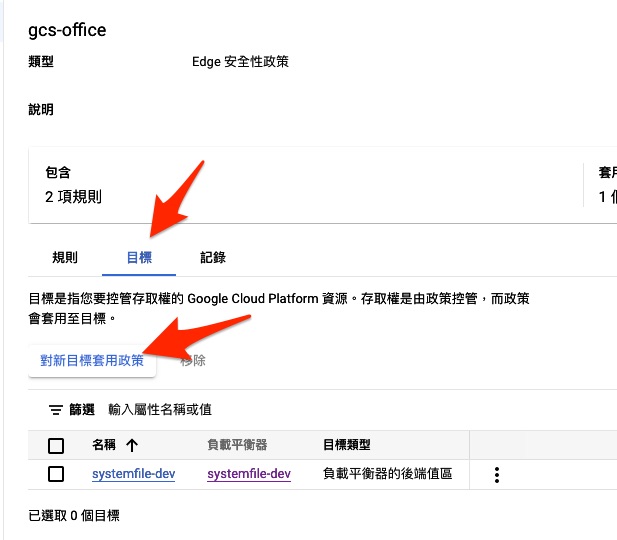 gcs-office
類型 Edge 安全性政策
說明
包含
2 項規則
套用
1 個
規則 目標 記錄
目標是指您要控管存取權的 Google Cloud Platform 資源。存取權是由政策控管，而政策
會套用至目標。
對新目標套用政策 移除
篩選 輸入屬性名稱或值
名稱 負載平衡器 目標類型
systemfile-dev systemfile-dev 負載平衡器的後端值區
已選取 0 個目標